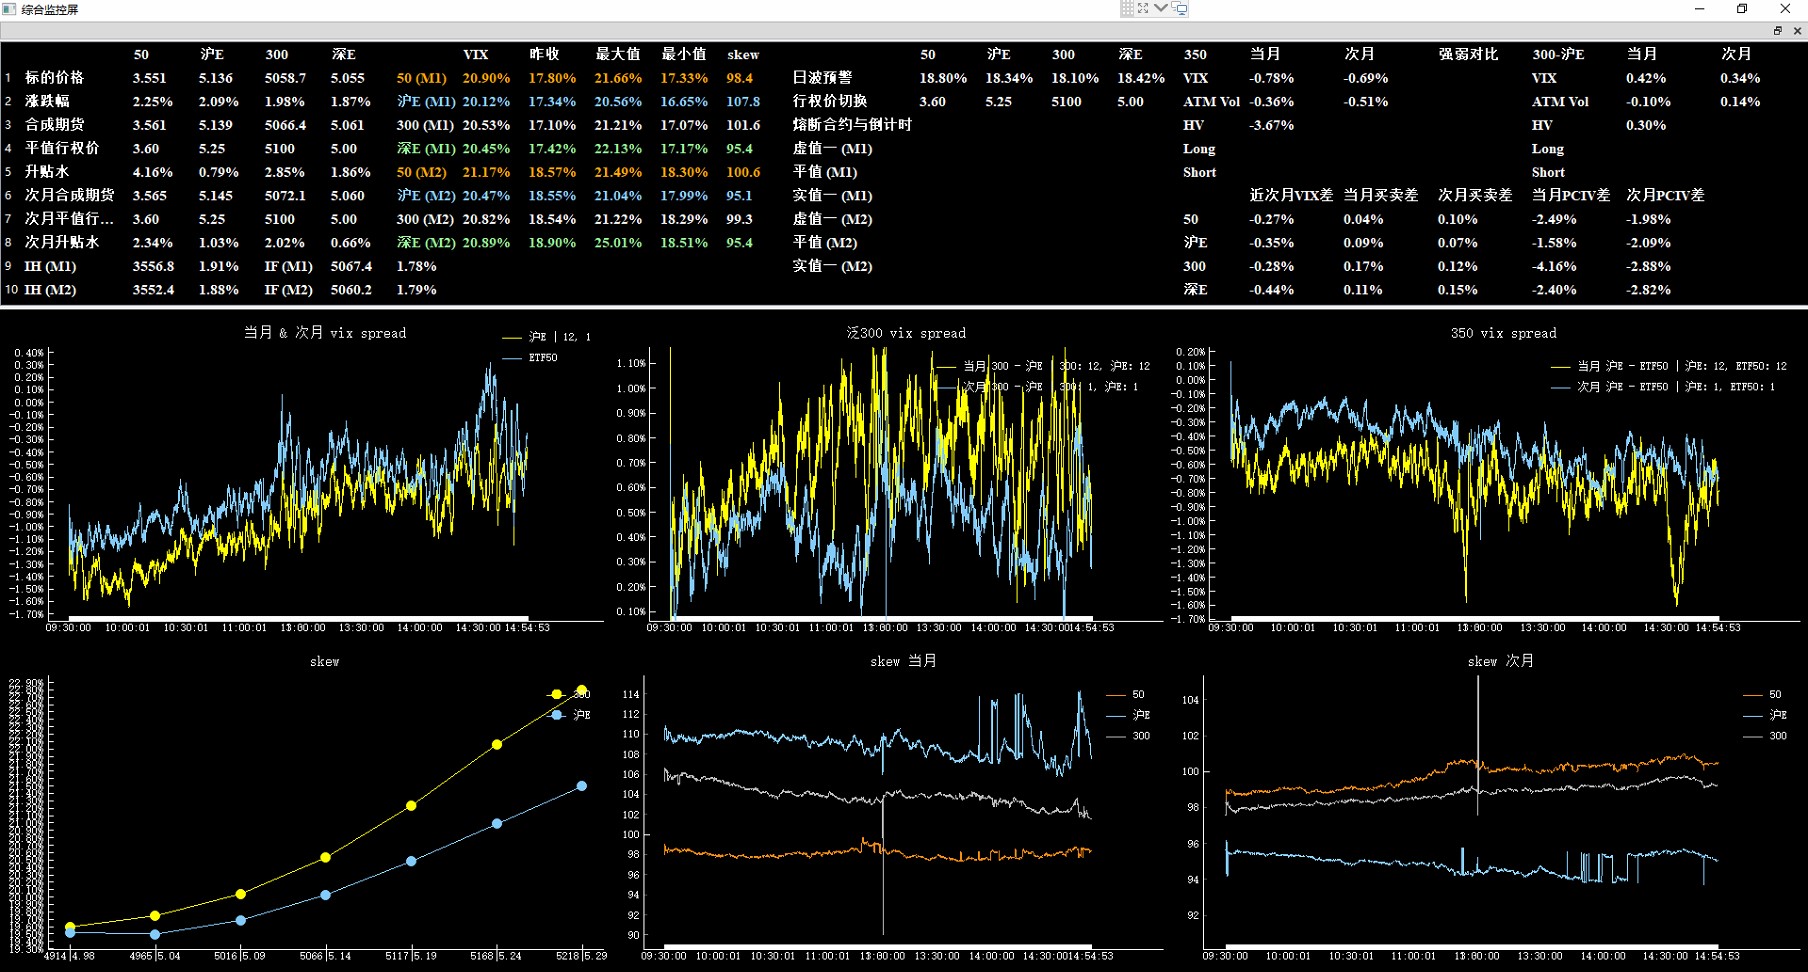 综合监控屏
50 沪E 300 深E VIX 昨收 最大值 最小值 skew 50 沪E 300 深E 350 当月 次月 强弱对比 300-沪E 当月 次月
1 标的价格 3.551 5.136 5058.7 5.055 50 (M1) 20.90% 17.80% 21.66% 17.33% 98.4 日波预警 18.80% 18.34% 18.10% 18.42% VIX -0.78% -0.69% VIX 0.42% 0.34%
2 涨跌幅 2.25% 2.09% 1.98% 1.87% 沪E (M1) 20.12% 17.34% 20.56% 16.65% 107.8 行权价切换 3.60 5.25 5100 5.00 ATM Vol -0.36% -0.51% ATM Vol -0.10% 0.14%
3 合成期货 3.561 5.139 5066.4 5.061 300 (M1) 20.53% 17.10% 21.21% 17.07% 101.6 熔断合约与倒计时 HV -3.67% HV 0.30%
4 平值行权价 3.60 5.25 5100 5.00 深E (M1) 20.45% 17.42% 22.13% 17.17% 95.4 虚值一 (M1) Long Long
5 升贴水 4.16% 0.79% 2.85% 1.86% 50 (M2) 21.17% 18.57% 21.49% 18.30% 100.6 平值 (M1) Short Short
6 次月合成期货 3.565 5.145 5072.1 5.060 沪E (M2) 20.47% 18.55% 21.04% 17.99% 95.1 实值一 (M1) 近次月VIX差 当月买卖差 次月买卖差 当月PCIV差 次月PCIV差
7 次月平值行... 3.60 5.25 5100 5.00 300 (M2) 20.82% 18.54% 21.22% 18.29% 99.3 虚值一 (M2) 50 -0.27% 0.04% 0.10% -2.49% -1.98%
8 次月升贴水 2.34% 1.03% 2.02% 0.66% 深E (M2) 20.89% 18.90% 25.01% 18.51% 95.4 平值 (M2) 沪E -0.35% 0.09% 0.07% -1.58% -2.09%
9 IH (M1) 3556.8 1.91% IF (M1) 5067.4 1.78% 实值一 (M2) 300 -0.28% 0.17% 0.12% -4.16% -2.88%
10 IH (M2) 3552.4 1.88% IF (M2) 5060.2 1.79% 深E -0.44% 0.11% 0.15% -2.40% -2.82%
当月 & 次月 vix spread
沪E | 12, 1
ETF50
0.40%
0.30%
0.20%
0.10%
0.00%
-0.10%
-0.20%
-0.30%
-0.40%
-0.50%
-0.60%
-0.70%
-0.80%
-0.90%
-1.00%
-1.10%
-1.20%
-1.30%
-1.40%
-1.50%
-1.60%
-1.70%
09:30:00 10:00:01 10:30:01 11:00:01 13:00:00 13:30:00 14:00:00 14:30:00 14:54:53
泛300 vix spread
当月 300 - 沪E 300: 12, 沪E: 12
次月 300 - 沪E 300: 1, 沪E: 1
1.10%
1.00%
0.90%
0.80%
0.70%
0.60%
0.50%
0.40%
0.30%
0.20%
0.10%
09:30:00 10:00:01 10:30:01 11:00:01 13:00:00 13:30:00 14:00:00 14:30:00 14:54:53
350 vix spread
当月 沪E - ETF50 | 沪E: 12, ETF50: 12
次月 沪E - ETF50 | 沪E: 1, ETF50: 1
0.20%
0.10%
0.00%
-0.10%
-0.20%
-0.30%
-0.40%
-0.50%
-0.60%
-0.70%
-0.80%
-0.90%
-1.00%
-1.10%
-1.20%
-1.30%
-1.40%
-1.50%
-1.60%
-1.70%
09:30:00 10:00:01 10:30:01 11:00:01 13:00:00 13:30:00 14:00:00 14:30:00 14:54:53
skew
300
沪E
22.90%
19.30%
4914|4.98 4965|5.04 5016|5.09 5066|5.14 5117|5.19 5168|5.24 5218|5.29
skew 当月
50
沪E
300
114
112
110
108
106
104
102
100
98
96
94
92
90
09:30:00 10:00:01 10:30:01 11:00:01 13:00:00 13:30:00 14:00:00 14:30:00 14:54:53
skew 次月
50
沪E
300
104
102
100
98
96
94
92
09:30:00 10:00:01 10:30:01 11:00:01 13:00:00 13:30:00 14:00:00 14:30:00 14:54:53